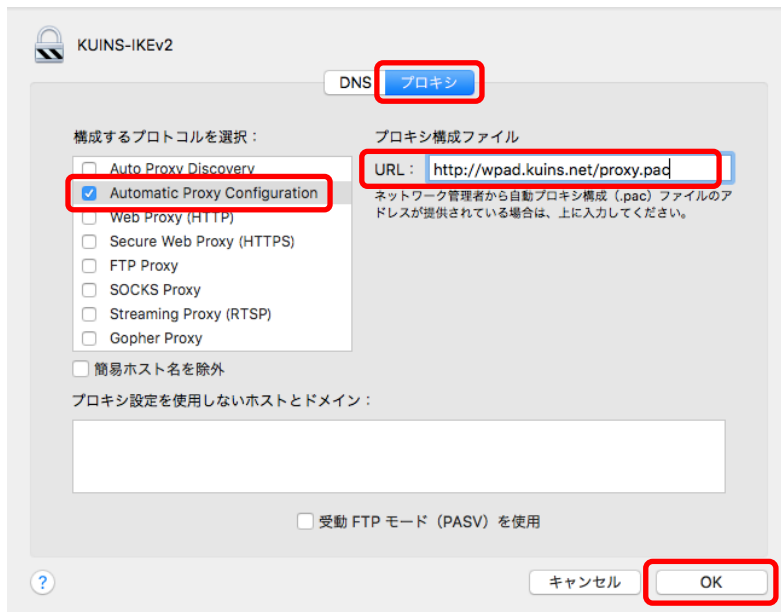 KUINS-IKEv2
DNS プロキシ
構成するプロトコルを選択：
Auto Proxy Discovery
Automatic Proxy Configuration
Web Proxy (HTTP)
Secure Web Proxy (HTTPS)
FTP Proxy
SOCKS Proxy
Streaming Proxy (RTSP)
Gopher Proxy
簡易ホスト名を除外
プロキシ構成ファイル
URL： http://wpad.kuins.net/proxy.pac
ネットワーク管理者から自動プロキシ構成（.pac）ファイルのア
ドレスが提供されている場合は、上に入力してください。
プロキシ設定を使用しないホストとドメイン：
受動 FTP モード（PASV）を使用
? キャンセル OK